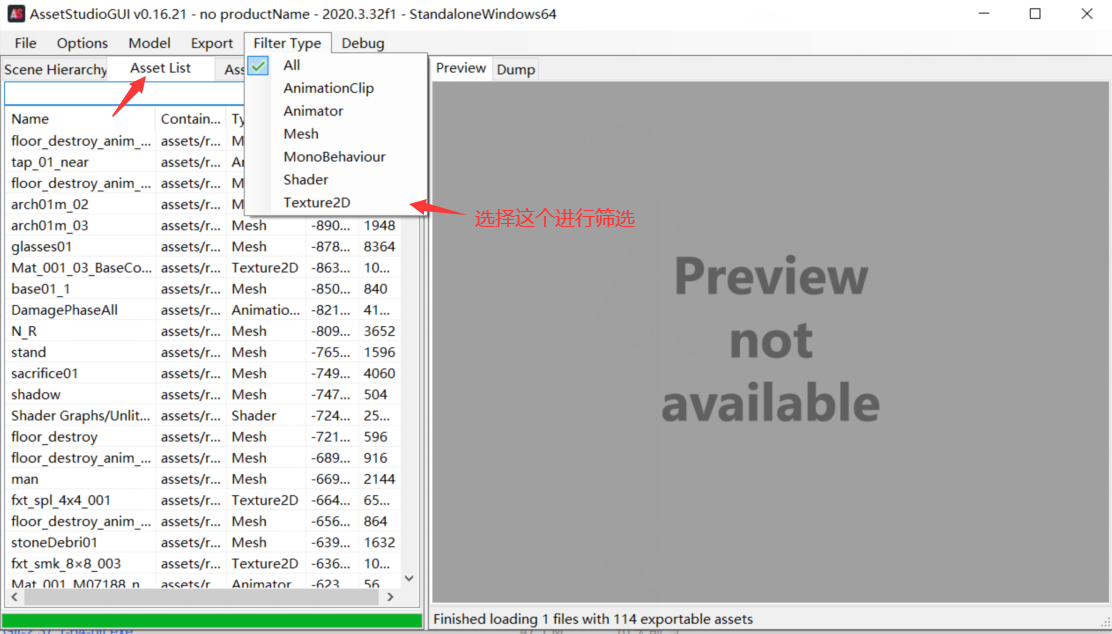 AssetStudioGUI v0.16.21 - no productName - 2020.3.32f1 - StandaloneWindows64
File Options Model Export Filter Type Debug
Scene Hierarchy Asset List Ass
All
AnimationClip
Animator
Mesh
MonoBehaviour
Shader
Texture2D
选择这个进行筛选
Preview Dump
Name Contain... Ty
floor_destroy_anim_... assets/r... M
tap_01_near assets/r... An
floor_destroy_anim_... assets/r... M
arch01m_02 assets/r... M
arch01m_03 assets/r... Mesh -890... 1948
glasses01 assets/r... Mesh -878... 8364
Mat_001_03_BaseCo... assets/r... Texture2D -863... 10...
base01_1 assets/r... Mesh -850... 840
DamagePhaseAll assets/r... Animatio... -821... 41...
N_R assets/r... Mesh -809... 3652
stand assets/r... Mesh -765... 1596
sacrifice01 assets/r... Mesh -749... 4060
shadow assets/r... Mesh -747... 504
Shader Graphs/Unlit... assets/r... Shader -724... 25...
floor_destroy assets/r... Mesh -721... 596
floor_destroy_anim_... assets/r... Mesh -689... 916
man assets/r... Mesh -669... 2144
fxt_spl_4x4_001 assets/r... Texture2D -664... 65...
floor_destroy_anim_... assets/r... Mesh -656... 864
stoneDebri01 assets/r... Mesh -639... 1632
fxt_smk_8×8_003 assets/r... Texture2D -636... 10...
Mat_001_M07188_n assets/r Animator -623 56
Preview
not
available
Finished loading 1 files with 114 exportable assets